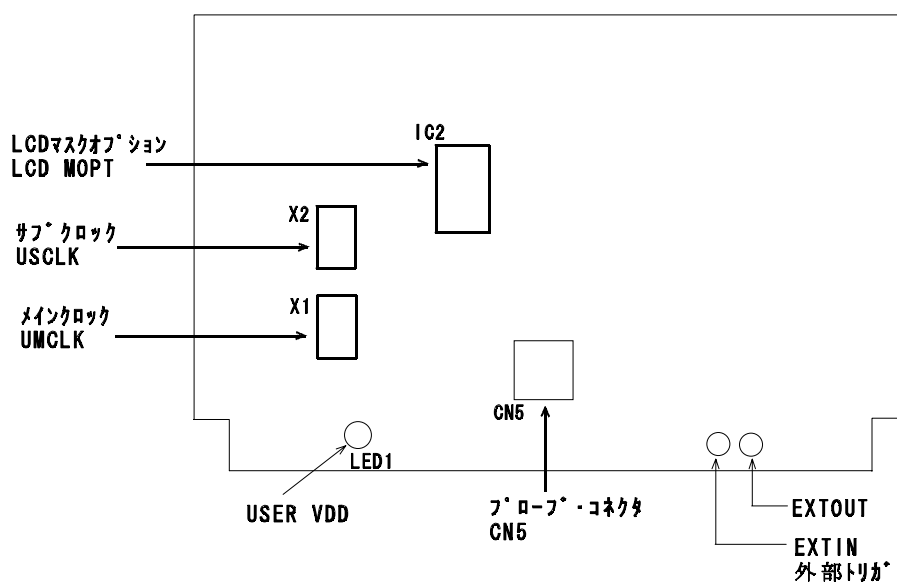 IC2
LCDﾏｽｸｵﾌﾟｼｮﾝ
LCD MOPT
X2
ｻﾌﾞｸﾛｯｸ
USCLK
X1
ﾒｲﾝｸﾛｯｸ
UMCLK
CN5
LED1
USER VDD
ﾌﾟﾛｰﾌﾞ･ｺﾈｸﾀ
CN5
EXTOUT
EXTIN
外部ﾄﾘｶﾞ